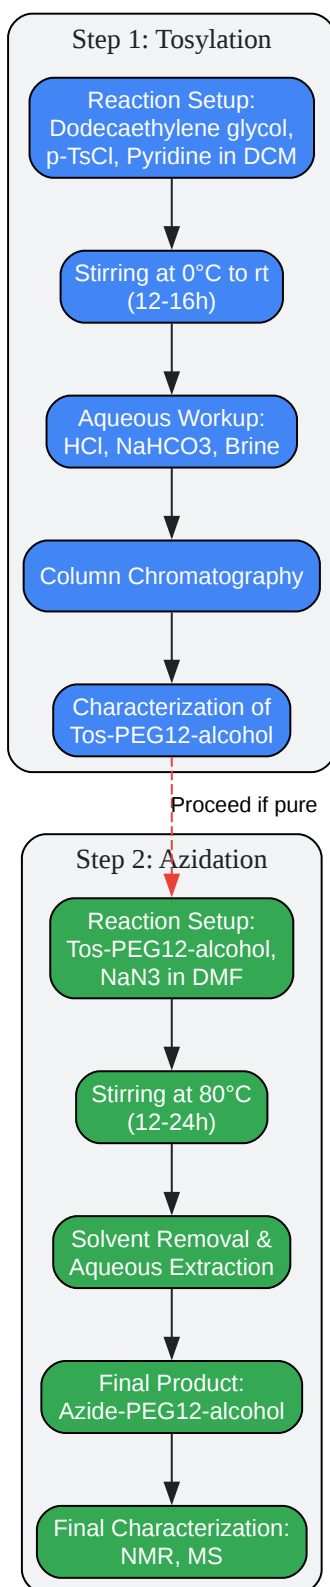 Step 1: Tosylation
Reaction Setup:
Dodecaethylene glycol,
p-TsCl, Pyridine in DCM
Stirring at 0°C to rt
(12-16h)
Aqueous Workup:
HCl, NaHCO3, Brine
Column Chromatography
Characterization of
Tos-PEG12-alcohol
Proceed if pure
Step 2: Azidation
Reaction Setup:
Tos-PEG12-alcohol,
NaN3 in DMF
Stirring at 80°C
(12-24h)
Solvent Removal &
Aqueous Extraction
Final Product:
Azide-PEG12-alcohol
Final Characterization:
NMR, MS